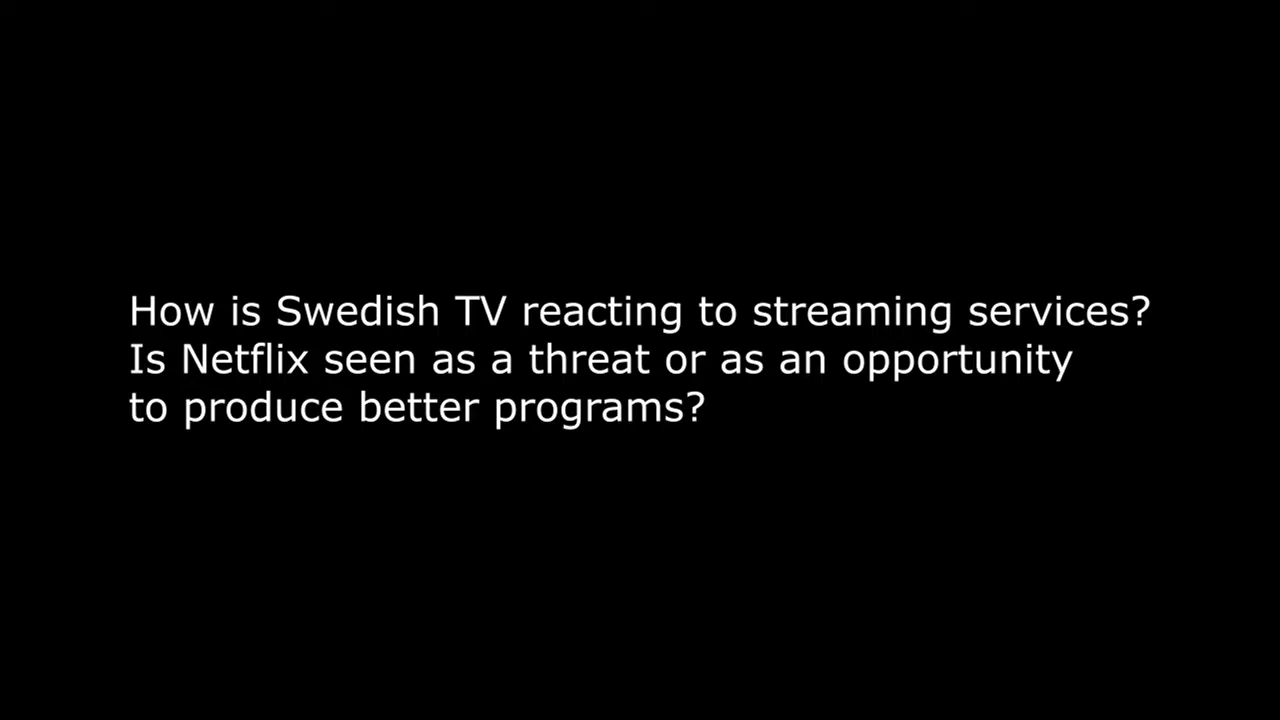 How is Swedish TV reacting to streaming services?
Is Netflix seen as a threat or as an opportunity
to produce better programs?